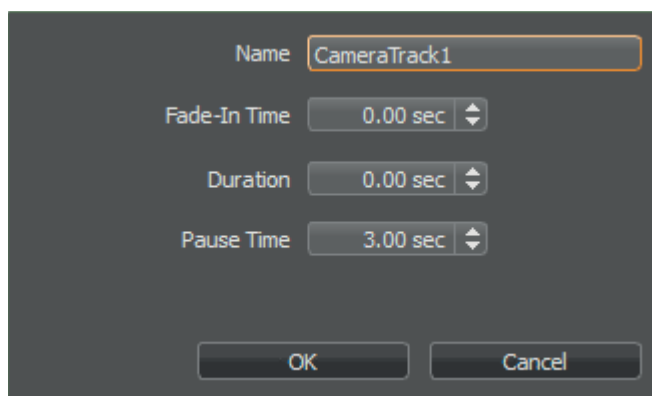 Name CameraTrack1
Fade-In Time 0.00 sec
Duration 0.00 sec
Pause Time 3.00 sec
OK Cancel